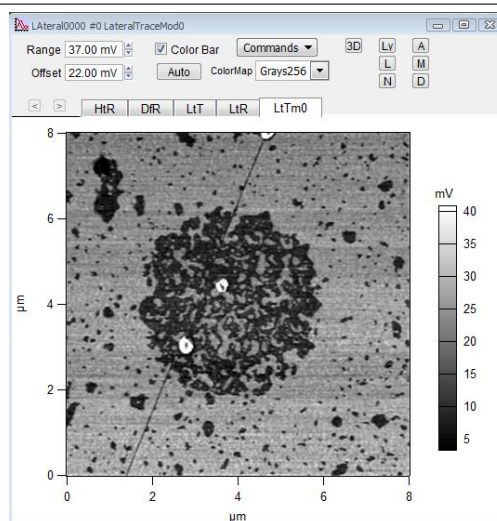 LAteral0000 #0 LateralTraceMod0
Range 37.00 mV Color Bar Commands 3D Lv A
Offset 22.00 mV Auto ColorMap Grays256 L M
N D
< > HtR DfR LtT LtR LtTm0
8
6
4
2
0
µm
0 2 4 6 8
µm
mV
40
35
30
25
20
15
10
5